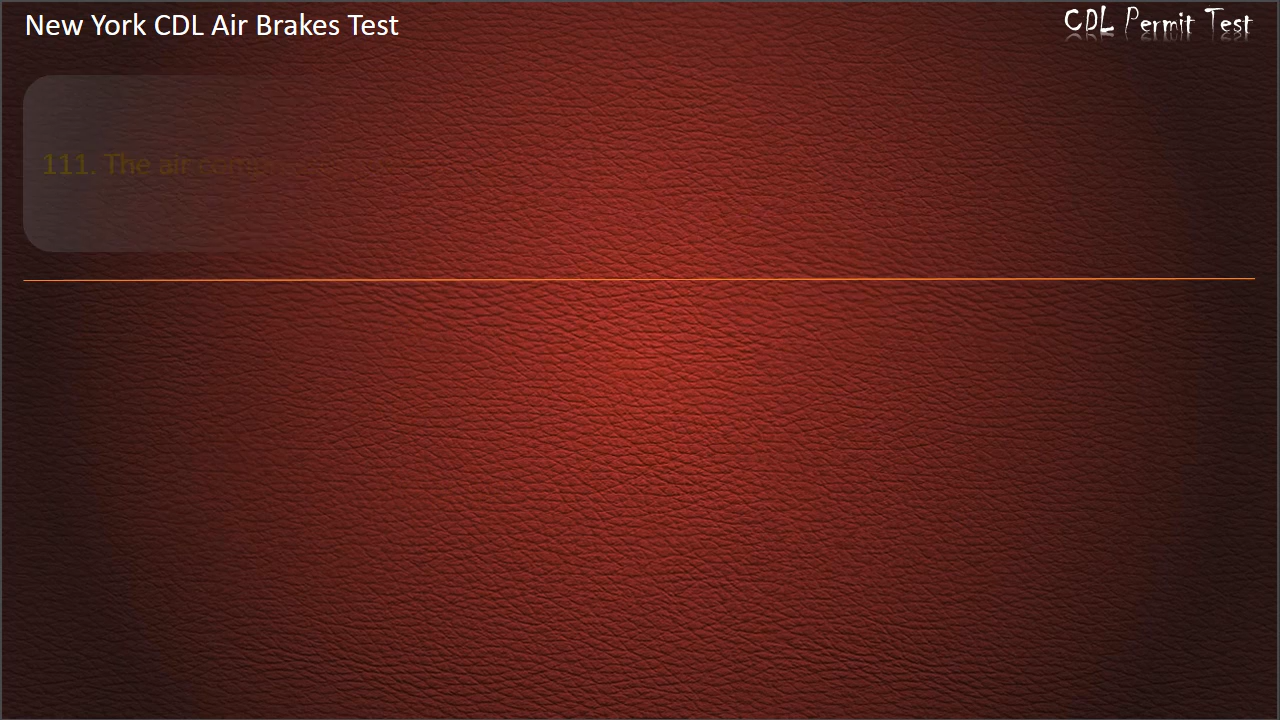 New York CDL Air Brakes Test
CDL Permit Test
111. The air